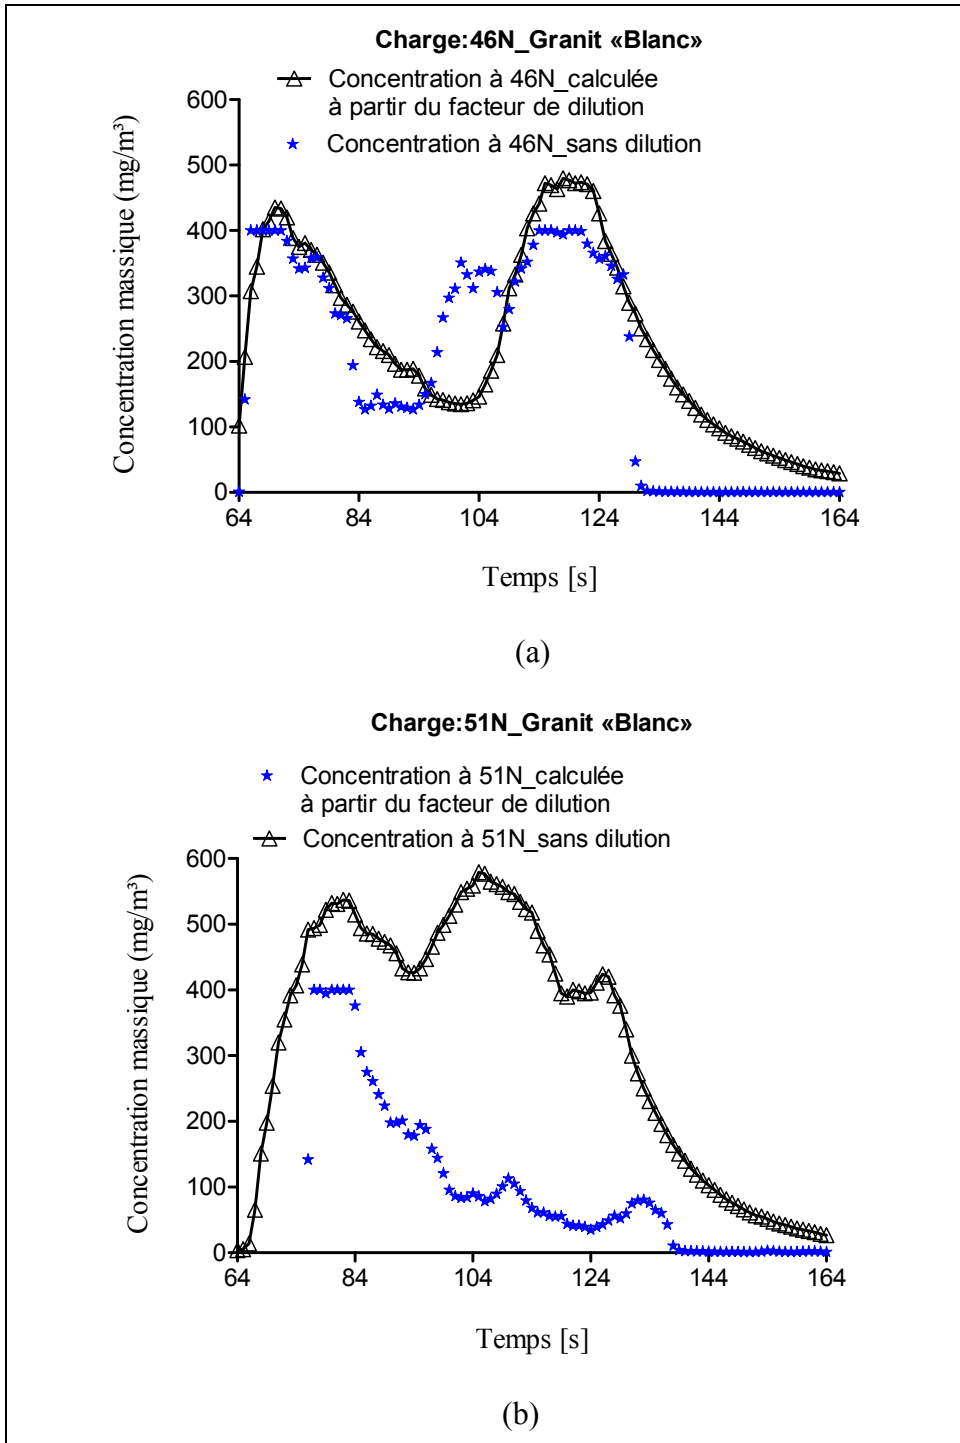 Charge:46N_Granit «Blanc»
Concentration à 46N_calculée
à partir du facteur de dilution
Concentration à 46N_sans dilution
Concentration massique (mg/m³)
600
500
400
300
200
100
0
64 84 104 124 144 164
Temps [s]
(a)
Charge:51N_Granit «Blanc»
Concentration à 51N_calculée
à partir du facteur de dilution
Concentration à 51N_sans dilution
Concentration massique (mg/m³)
600
500
400
300
200
100
0
64 84 104 124 144 164
Temps [s]
(b)